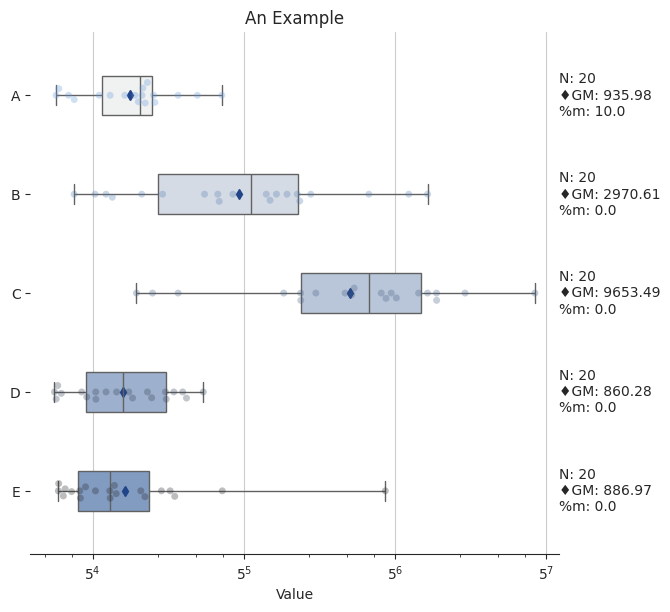 An Example
A
N: 20
♦GM: 935.98
%m: 10.0
B
N: 20
♦GM: 2970.61
%m: 0.0
C
N: 20
♦GM: 9653.49
%m: 0.0
D
N: 20
♦GM: 860.28
%m: 0.0
E
N: 20
♦GM: 886.97
%m: 0.0
5⁴ 5⁵ 5⁶ 5⁷
Value